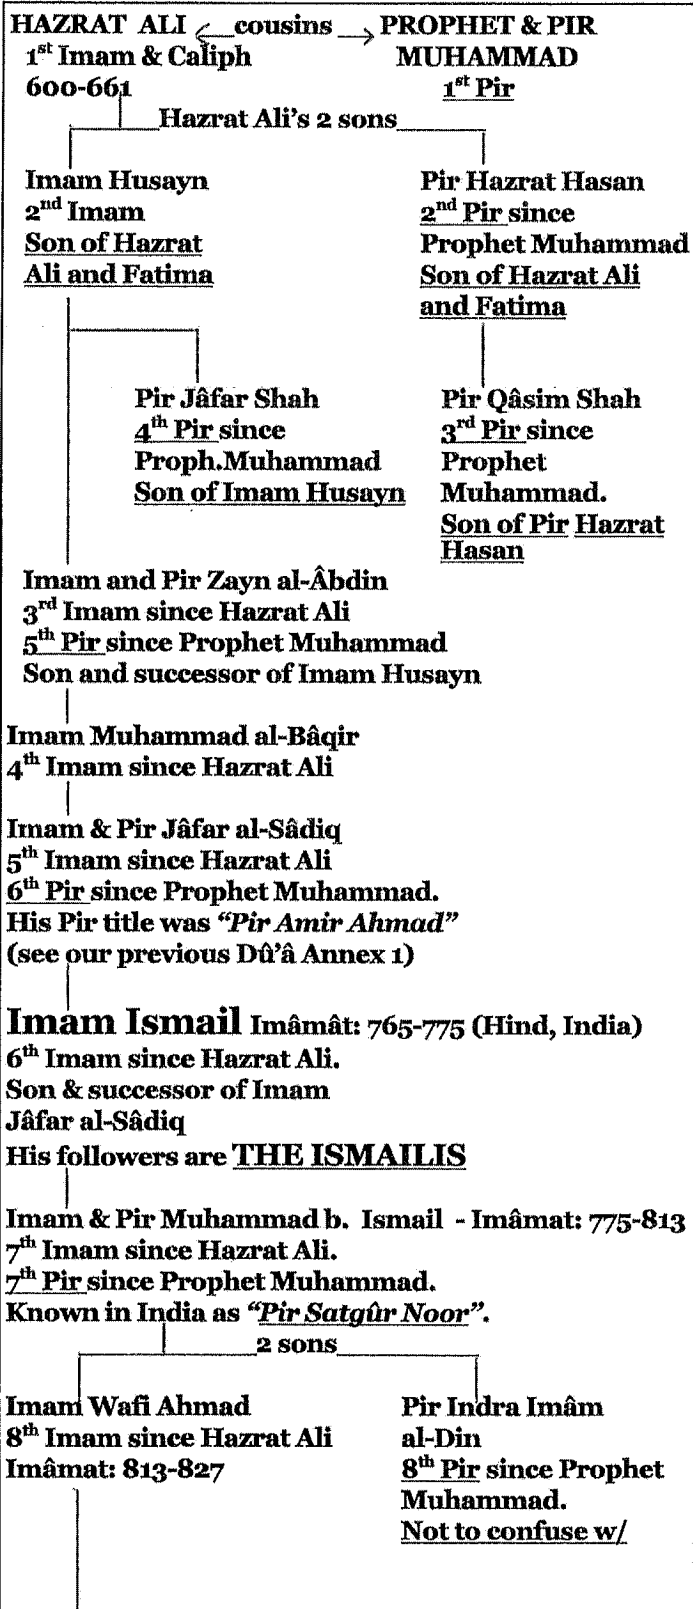 HAZRAT ALI cousins PROPHET & PIR
1st Imam & Caliph MUHAMMAD
600-661 1st Pir
Hazrat Ali's 2 sons
Imam Husayn
2nd Imam
Son of Hazrat
Ali and Fatima
Pir Hazrat Hasan
2nd Pir since
Prophet Muhammad
Son of Hazrat Ali
and Fatima
Pir Jâfar Shah
4th Pir since
Proph.Muhammad
Son of Imam Husayn
Pir Qâsim Shah
3rd Pir since
Prophet
Muhammad.
Son of Pir Hazrat
Hasan
Imam and Pir Zayn al-Âbdin
3rd Imam since Hazrat Ali
5th Pir since Prophet Muhammad
Son and successor of Imam Husayn
Imam Muhammad al-Bâqir
4th Imam since Hazrat Ali
Imam & Pir Jâfar al-Sâdiq
5th Imam since Hazrat Ali
6th Pir since Prophet Muhammad.
His Pir title was “Pir Amir Ahmad”
(see our previous Dû’â Annex 1)
Imam Ismail Imâmât: 765-775 (Hind, India)
6th Imam since Hazrat Ali.
Son & successor of Imam
Jâfar al-Sâdiq
His followers are THE ISMAILIS
Imam & Pir Muhammad b. Ismail - Imâmat: 775-813
7th Imam since Hazrat Ali.
7th Pir since Prophet Muhammad.
Known in India as “Pir Satgûr Noor”.
2 sons
Imam Wafi Ahmad
8th Imam since Hazrat Ali
Imâmat: 813-827
Pir Indra Imâm
al-Din
8th Pir since Prophet
Muhammad.
Not to confuse w/